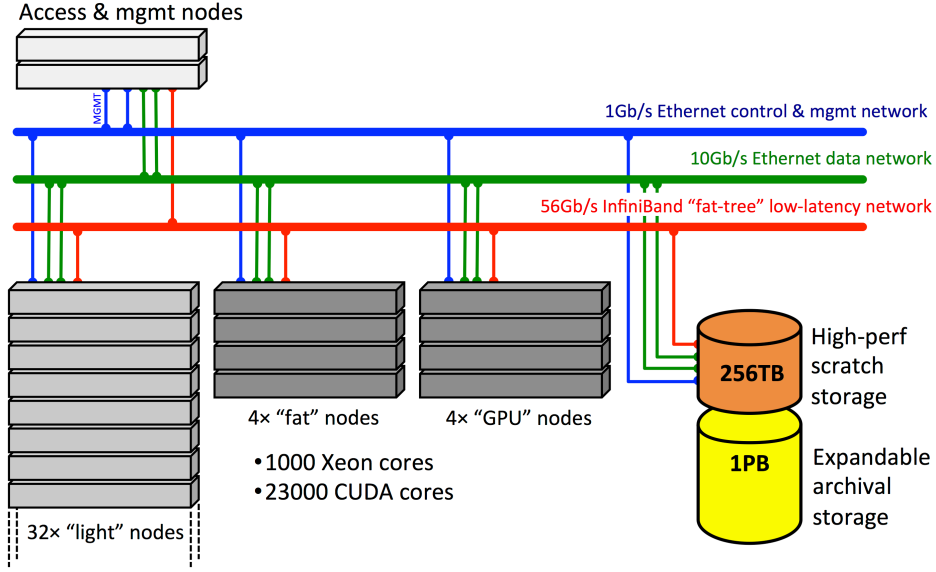 Access & mgmt nodes
MGMT
1Gb/s Ethernet control & mgmt network
10Gb/s Ethernet data network
56Gb/s InfiniBand “fat-tree” low-latency network
256TB
High-perf
scratch
storage
4× “fat” nodes
4× “GPU” nodes
•1000 Xeon cores
•23000 CUDA cores
1PB
Expandable
archival
storage
32× “light” nodes